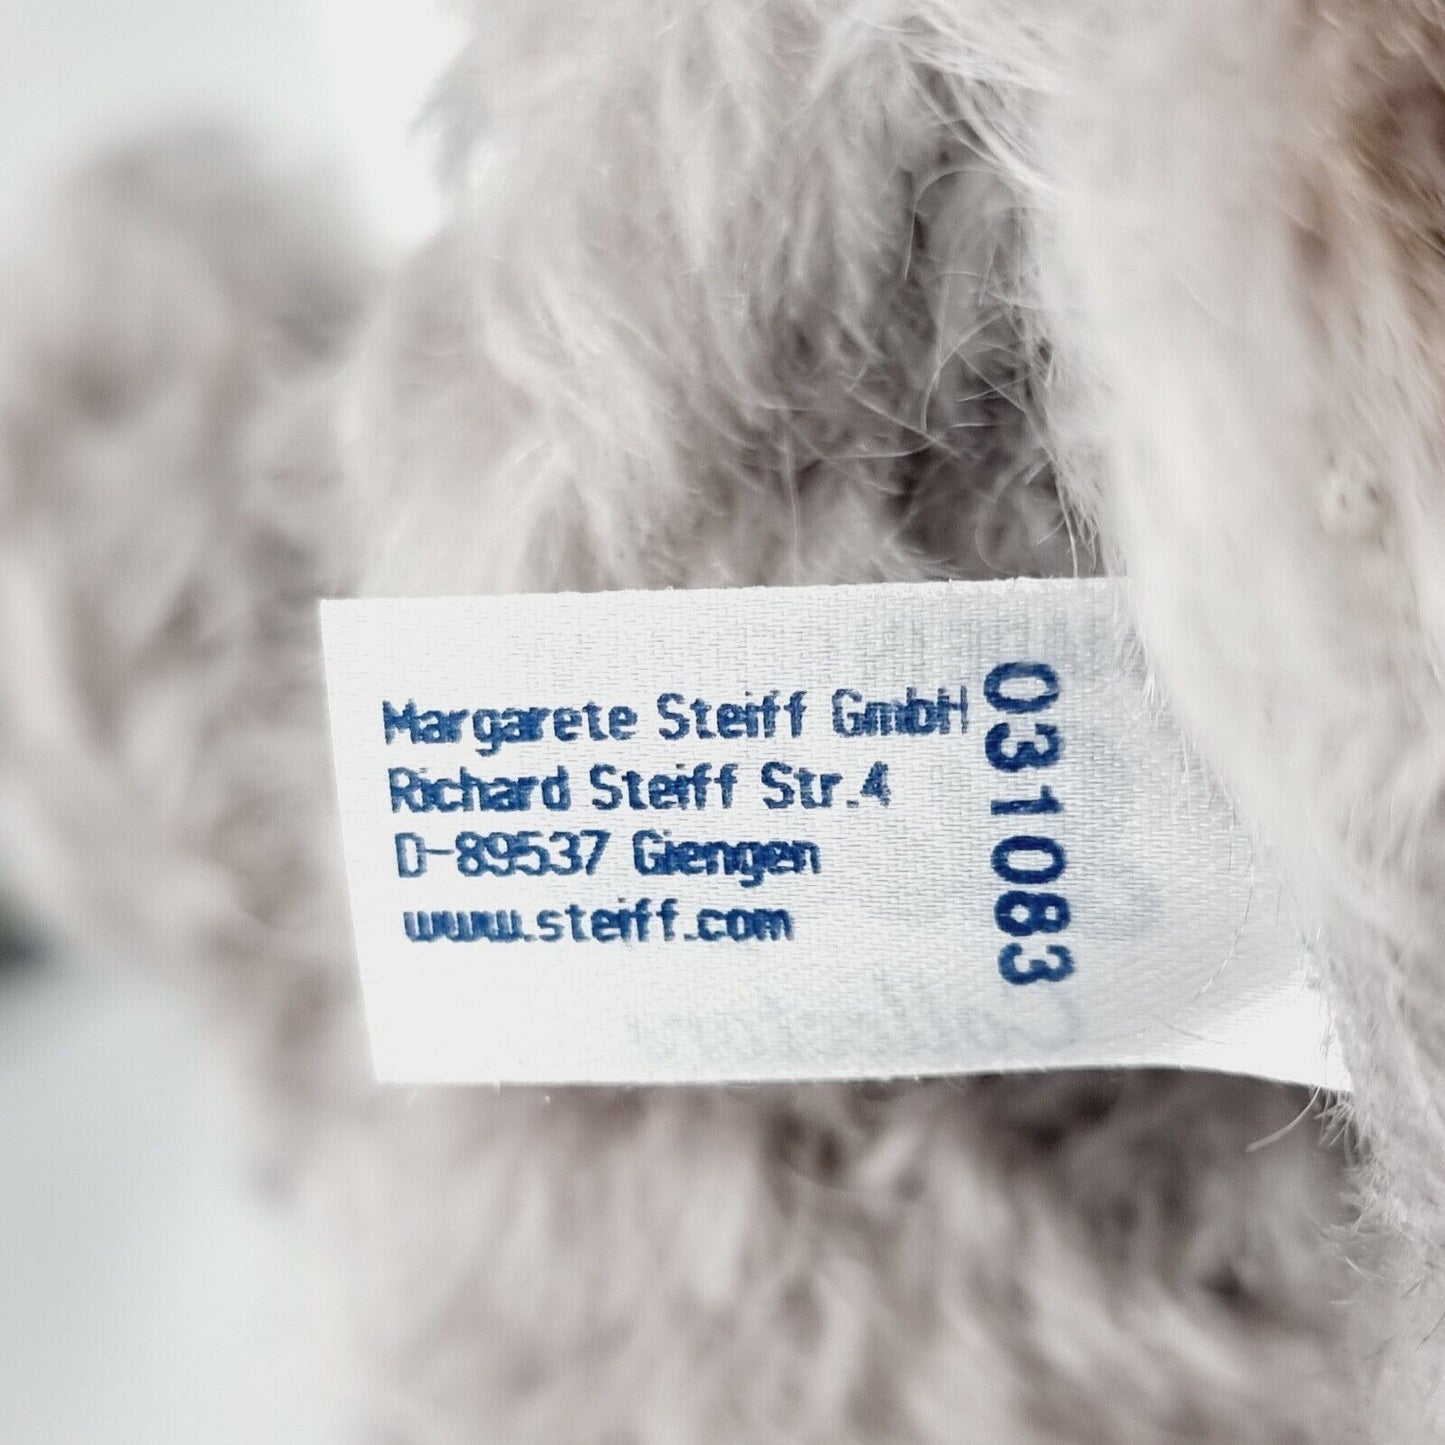 Margarete Steiff GmbH
Richard Steiff Str.4
D-89537 Giengen
www.steiff.com
031083